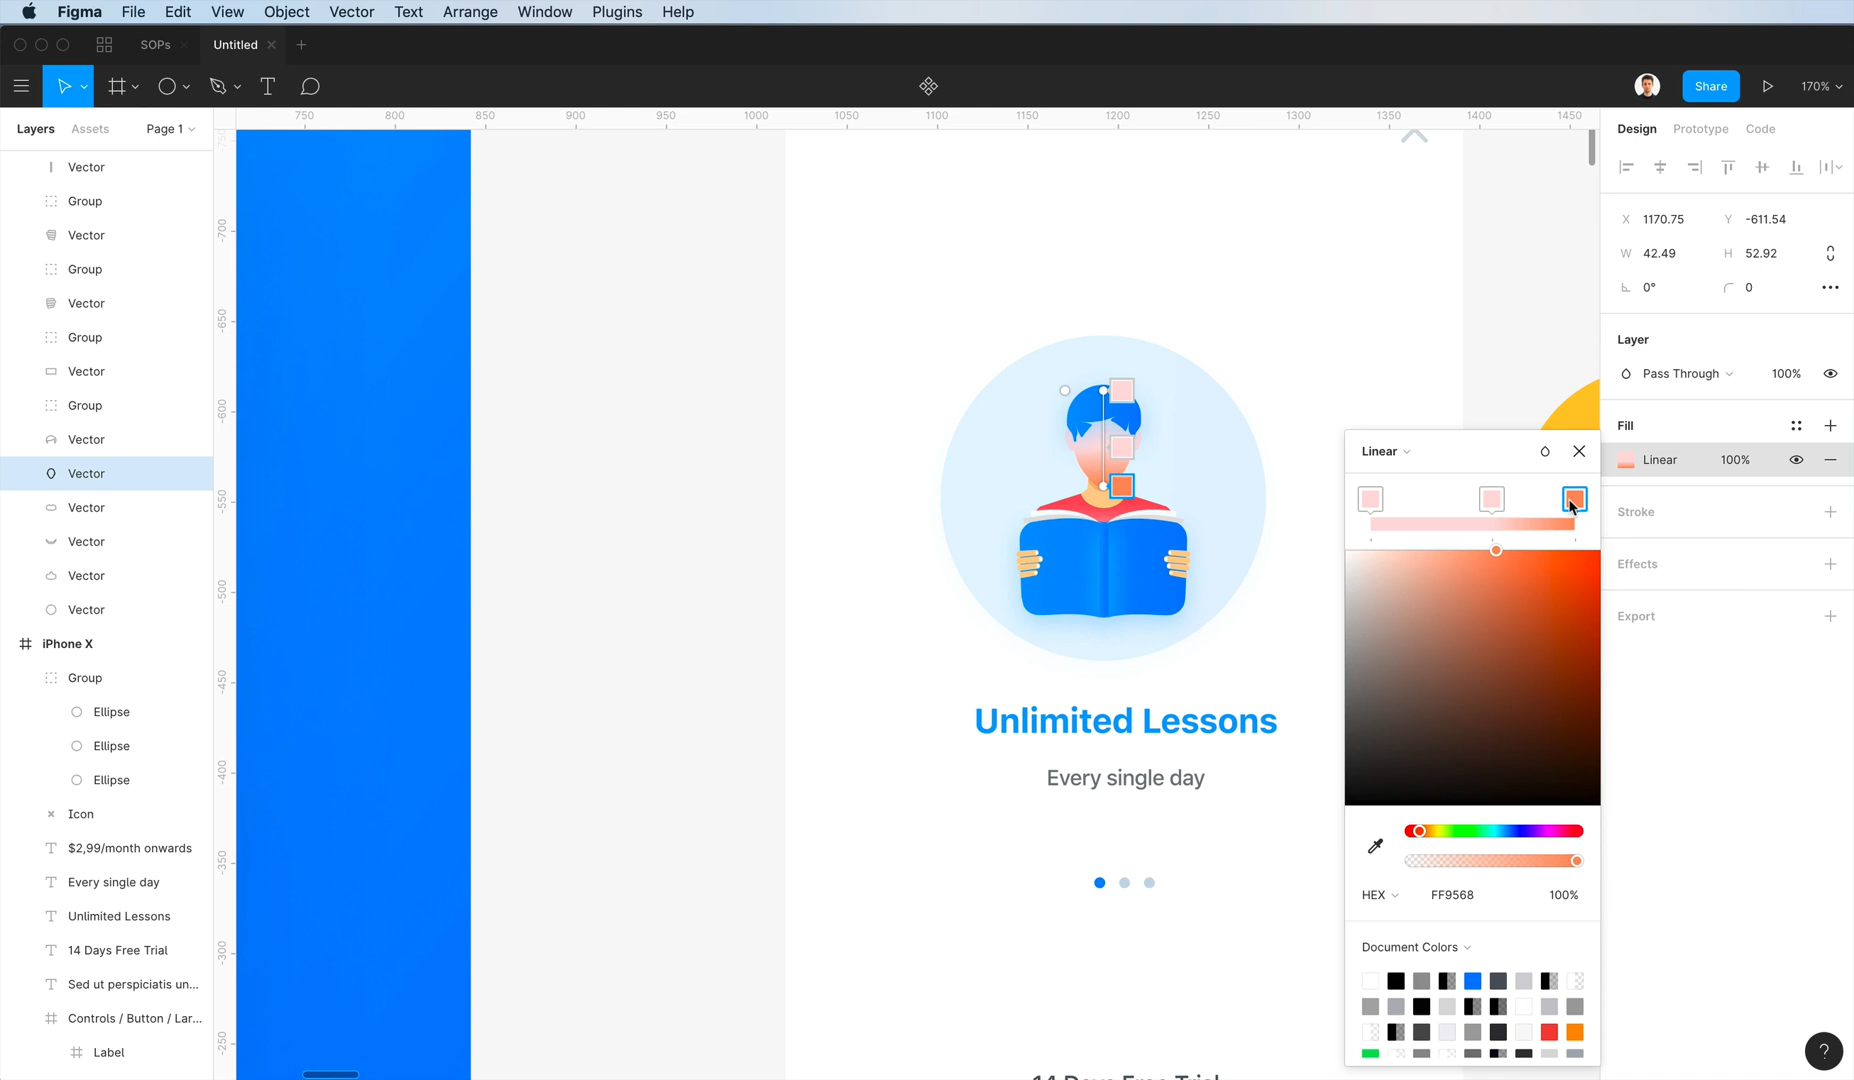 Figma File Edit View Object Vector Text Arrange Window Plugins Help
SOPs Untitled
Share 170%
Layers Assets Page 1
750 800 850 900 950 1000 1050 1100 1150 1200 1250 1300 1350 1400 1450
Design Prototype Code
Vector
Group
Vector
Group
Vector
Group
Vector
Group
Vector
Vector
Vector
Vector
Vector
Vector
iPhone X
Group
Ellipse
Ellipse
Ellipse
Icon
$2,99/month onwards
Every single day
Unlimited Lessons
14 Days Free Trial
Sed ut perspiciatis un...
Controls / Button / Lar...
Label
-700
-650
-600
-550
-500
-450
-400
-350
-300
-250
Unlimited Lessons
Every single day
14 Days Free Trial
Linear
HEX FF9568 100%
Document Colors
X 1170.75 Y -611.54
W 42.49 H 52.92
0° 0
Layer
Pass Through 100%
Fill
Linear 100%
Stroke
Effects
Export
?